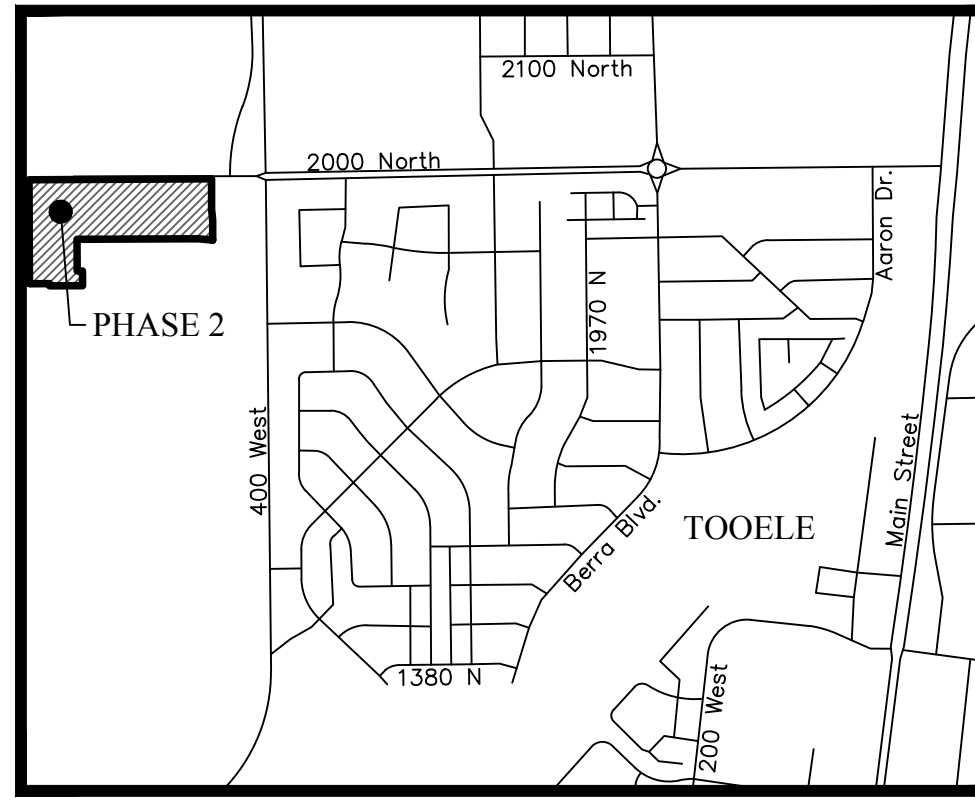 2100 North
2000 North
Aaron Dr.
PHASE 2
1970 N
400 West
Main Street
TOOELE
Berra Blvd.
1380 N
200 West